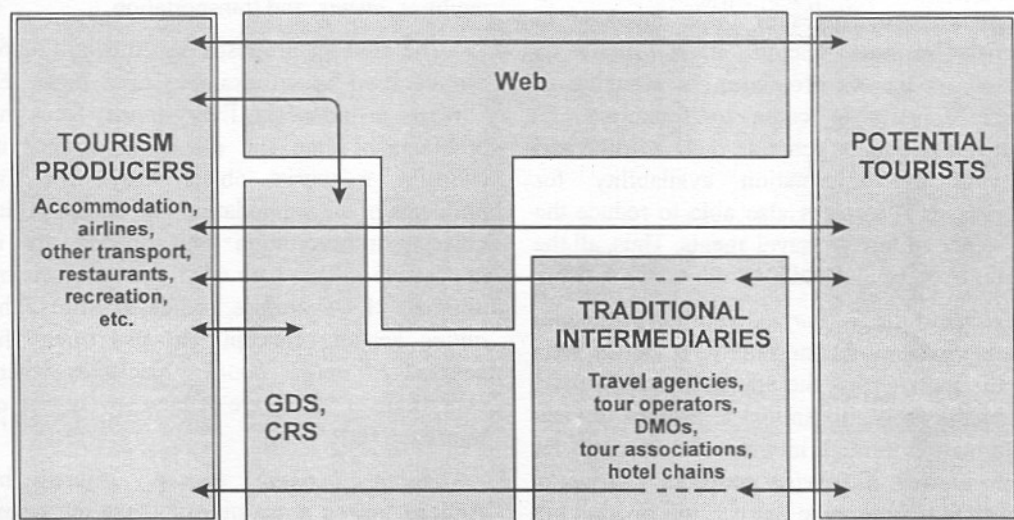 Web
TOURISM
PRODUCERS
Accommodation,
airlines,
other transport,
restaurants,
recreation,
etc.
POTENTIAL
TOURISTS
GDS,
CRS
TRADITIONAL
INTERMEDIARIES
Travel agencies,
tour operators,
DMOs,
tour associations,
hotel chains